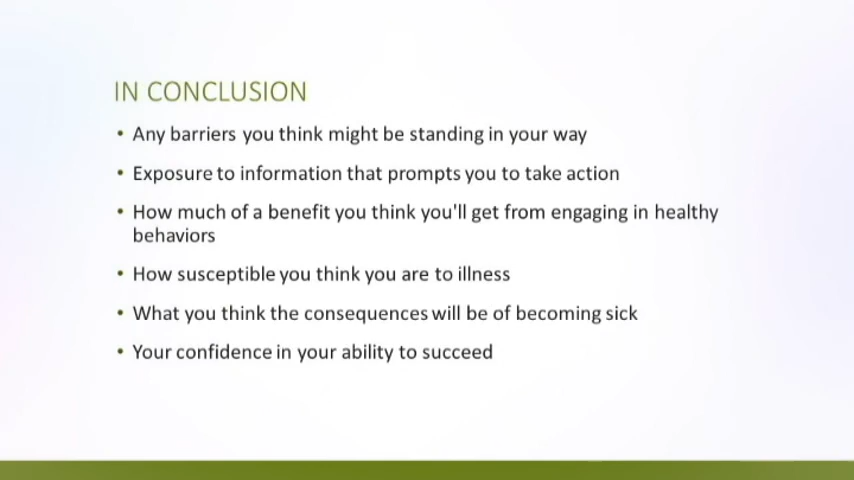 IN CONCLUSION
• Any barriers you think might be standing in your way
• Exposure to information that prompts you to take action
• How much of a benefit you think you'll get from engaging in healthy
behaviors
• How susceptible you think you are to illness
• What you think the consequences will be of becoming sick
• Your confidence in your ability to succeed